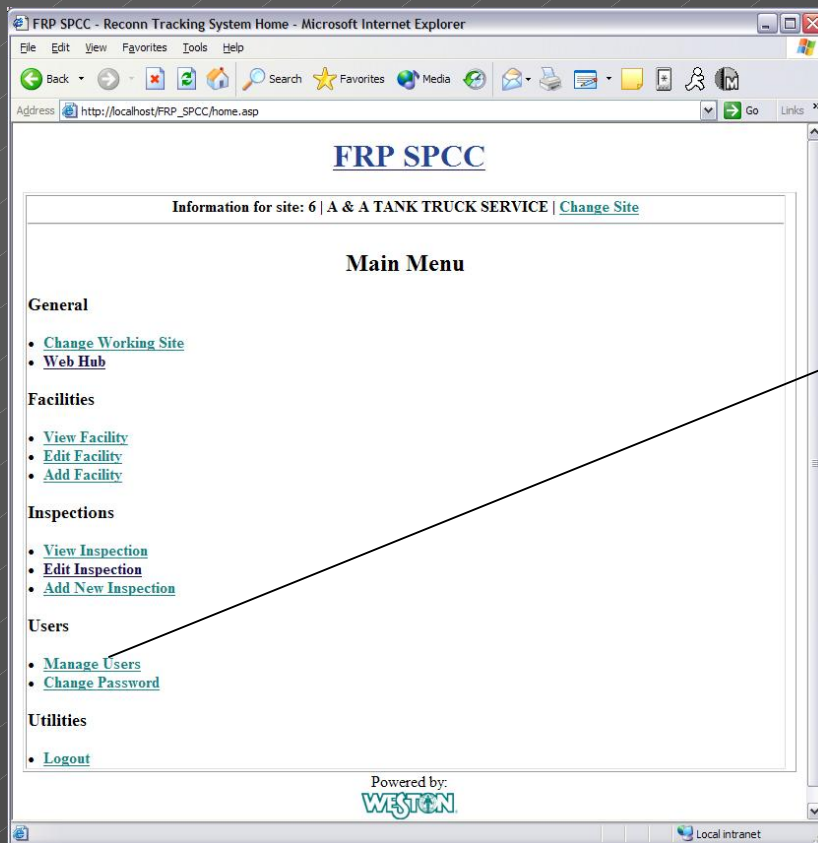 FRP SPCC - Reconn Tracking System Home - Microsoft Internet Explorer
File Edit View Favorites Tools Help
Back Search Favorites Media
Address http://localhost/FRP_SPCC/home.asp Go Links »
FRP SPCC
Information for site: 6 | A & A TANK TRUCK SERVICE | Change Site
Main Menu
General
• Change Working Site
• Web Hub
Facilities
• View Facility
• Edit Facility
• Add Facility
Inspections
• View Inspection
• Edit Inspection
• Add New Inspection
Users
• Manage Users
• Change Password
Utilities
• Logout
Powered by:
WESTON
Local intranet